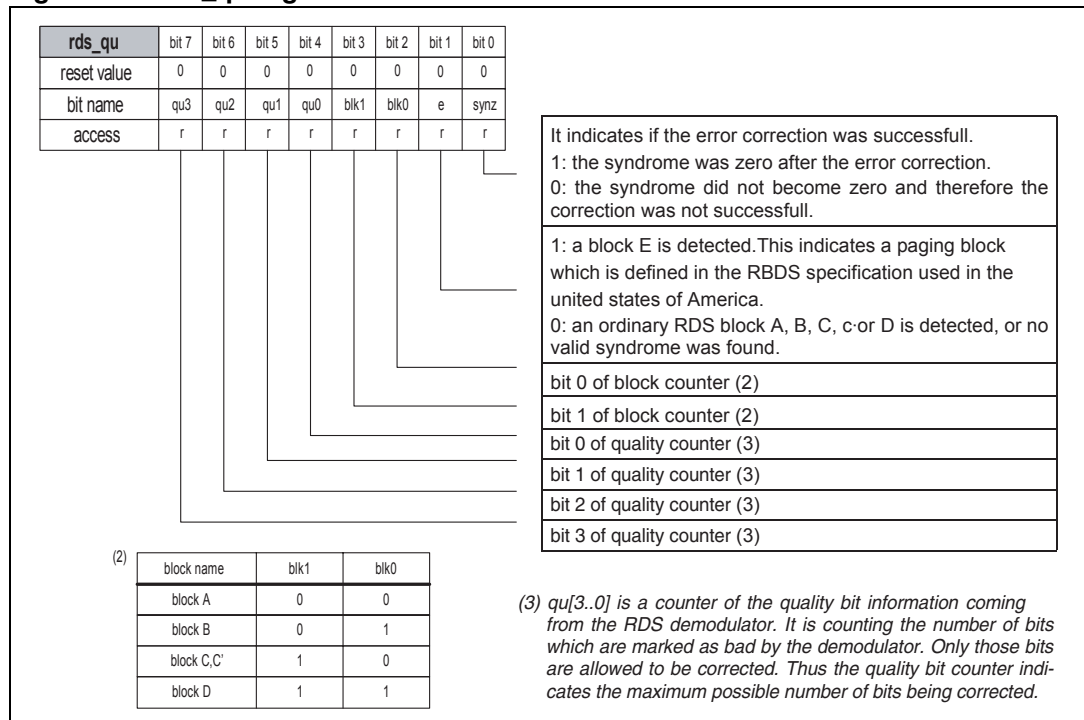 rds_qu bit 7 bit 6 bit 5 bit 4 bit 3 bit 2 bit 1 bit 0
reset value 0 0 0 0 0 0 0 0
bit name qu3 qu2 qu1 qu0 blk1 blk0 e synz
access r r r r r r r r
It indicates if the error correction was successfull.
1: the syndrome was zero after the error correction.
0: the syndrome did not become zero and therefore the
correction was not successfull.
1: a block E is detected.This indicates a paging block
which is defined in the RBDS specification used in the
united states of America.
0: an ordinary RDS block A, B, C, c·or D is detected, or no
valid syndrome was found.
bit 0 of block counter (2)
bit 1 of block counter (2)
bit 0 of quality counter (3)
bit 1 of quality counter (3)
bit 2 of quality counter (3)
bit 3 of quality counter (3)
(2)
block name blk1 blk0
block A 0 0
block B 0 1
block C,C' 1 0
block D 1 1
(3) qu[3..0] is a counter of the quality bit information coming
from the RDS demodulator. It is counting the number of bits
which are marked as bad by the demodulator. Only those bits
are allowed to be corrected. Thus the quality bit counter indi-
cates the maximum possible number of bits being corrected.